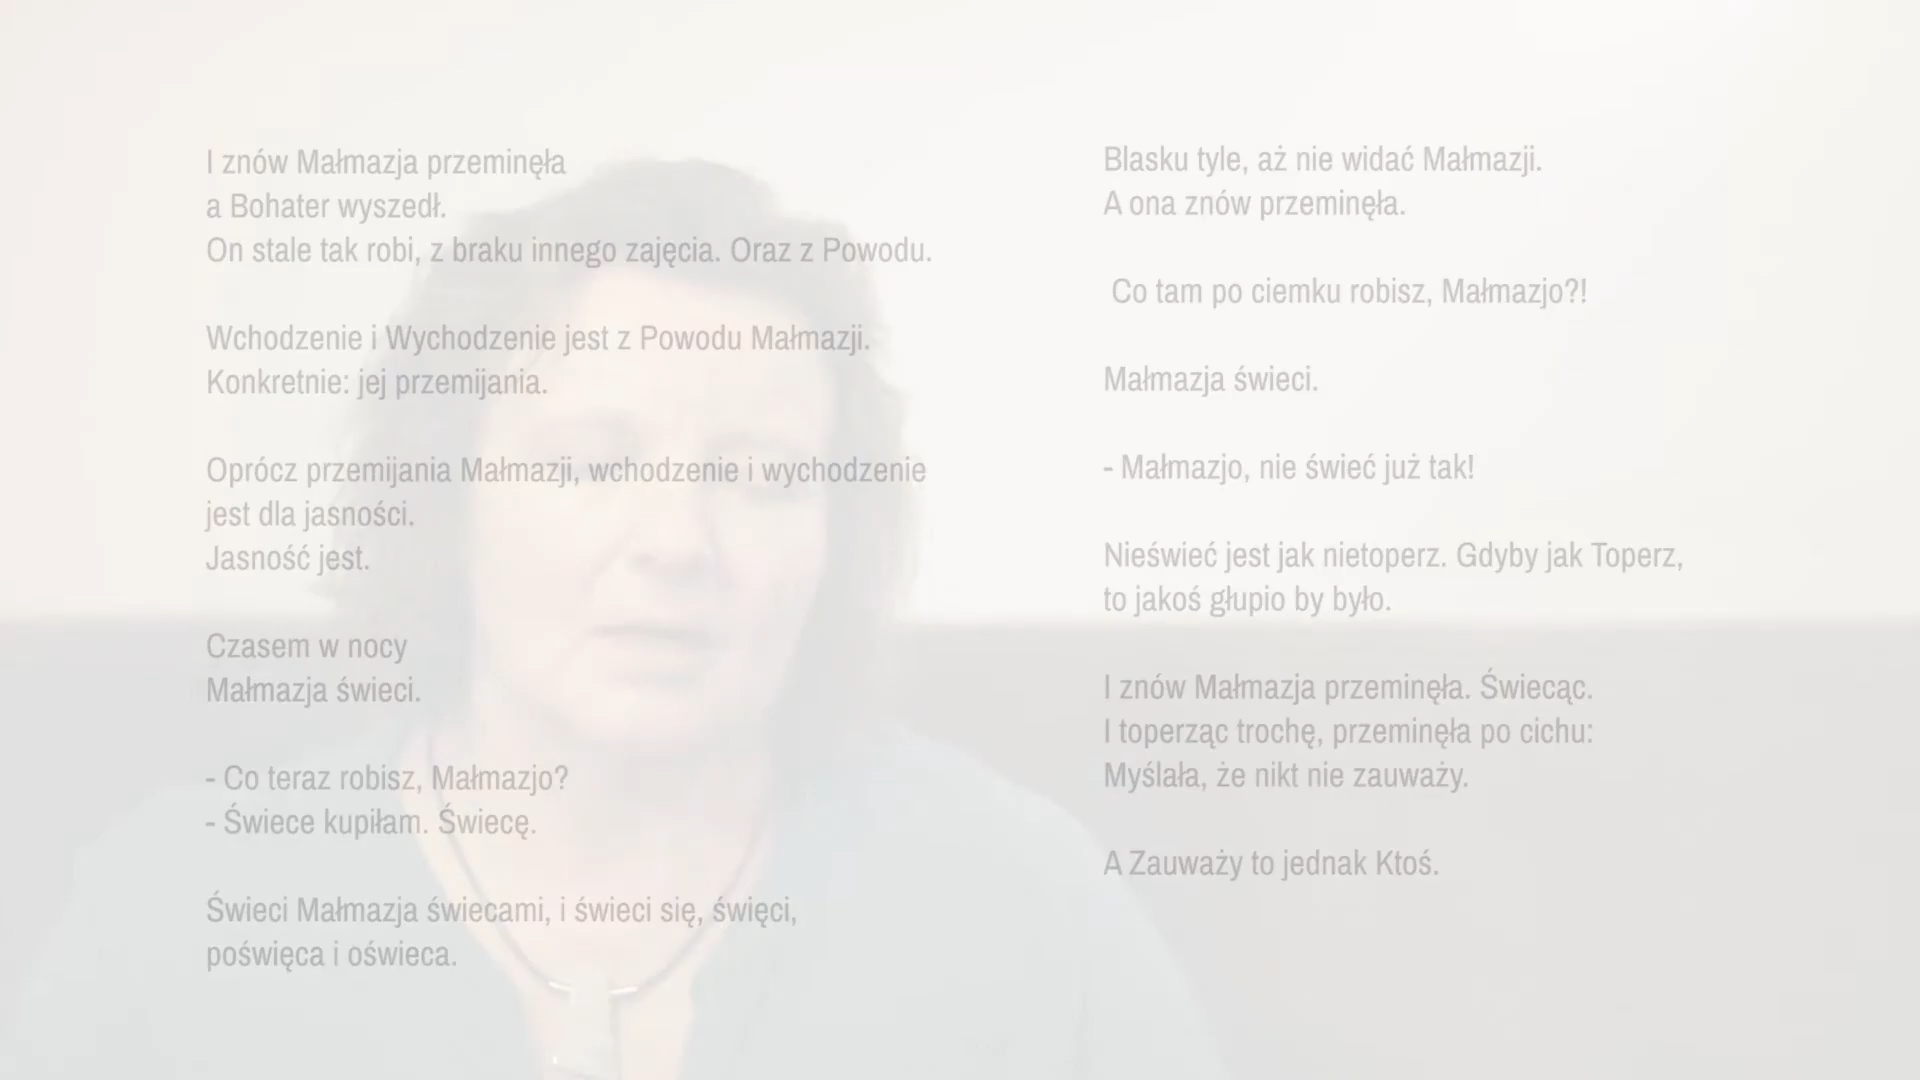 I znów Małmazja przeminęła
a Bohater wyszedł.
On stale tak robi, z braku innego zajęcia. Oraz z Powodu.
Wchodzenie i Wychodzenie jest z Powodu Małmazji.
Konkretnie: jej przemijania.
Oprócz przemijania Małmazji, wchodzenie i wychodzenie
jest dla jasności.
Jasność jest.
Czasem w nocy
Małmazja świeci.
- Co teraz robisz, Małmazjo?
- Świece kupiłam. Świecę.
Świeci Małmazja świecami, i świeci się, święci,
poświęca i oświeca.
Blasku tyle, aż nie widać Małmazji.
A ona znów przeminęła.
Co tam po ciemku robisz, Małmazjo?!
Małmazja świeci.
- Małmazjo, nie świeć już tak!
Nieświeć jest jak nietoperz. Gdyby jak Toperz,
to jakoś głupio by było.
I znów Małmazja przeminęła. Świecąc.
I toperząc trochę, przeminęła po cichu:
Myślała, że nikt nie zauważy.
A Zauważy to jednak Ktoś.